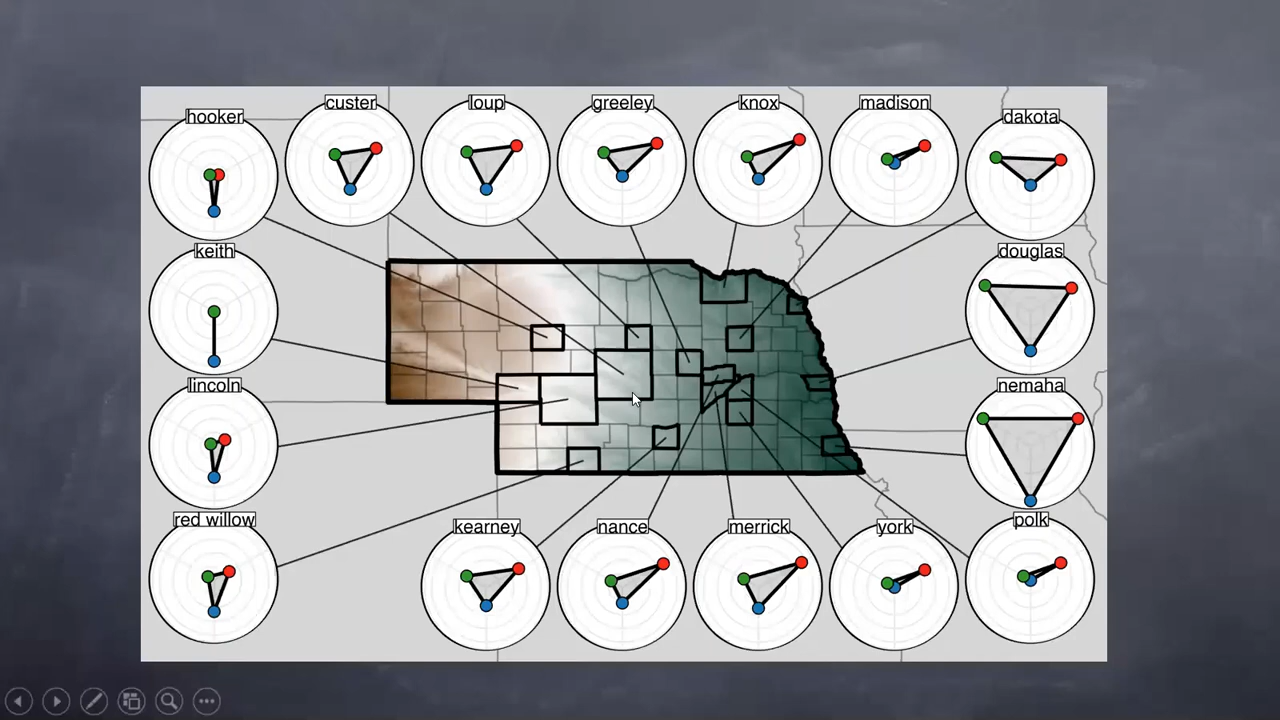 hooker
custer
loup
greeley
knox
madison
dakota
keith
douglas
lincoln
nemaha
red willow
kearney
nance
merrick
york
polk